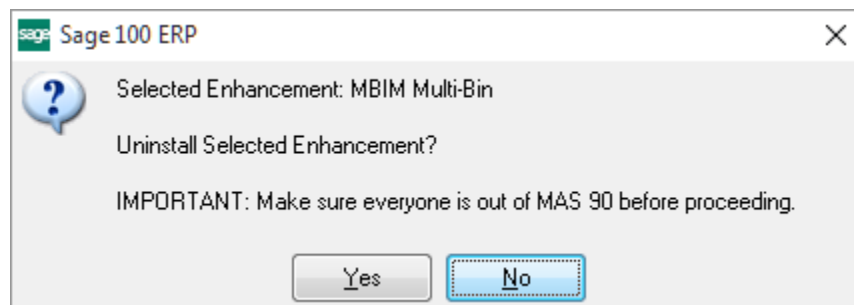 sage Sage 100 ERP
?
Selected Enhancement: MBIM Multi-Bin
Uninstall Selected Enhancement?
IMPORTANT: Make sure everyone is out of MAS 90 before proceeding.
Yes No